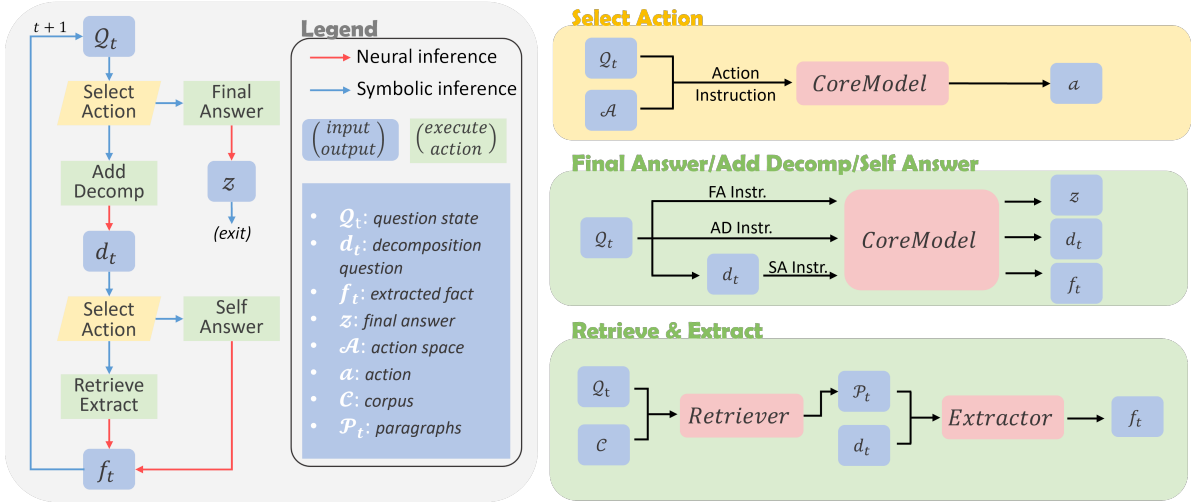 t + 1
Q_t
Select
Action
Final
Answer
Add
Decomp
z
(exit)
d_t
Select
Action
Self
Answer
Retrieve
Extract
f_t
Legend
Neural inference
Symbolic inference
(input
output)
(execute
action)
• Q_t: question state
• d_t: decomposition
question
• f_t: extracted fact
• z: final answer
• A: action space
• a: action
• C: corpus
• P_t: paragraphs
Select Action
Q_t
A
Action
Instruction
CoreModel
a
Final Answer/Add Decomp/Self Answer
Q_t
FA Instr.
AD Instr.
d_t
SA Instr.
CoreModel
z
d_t
f_t
Retrieve & Extract
Q_t
C
Retriever
P_t
d_t
Extractor
f_t